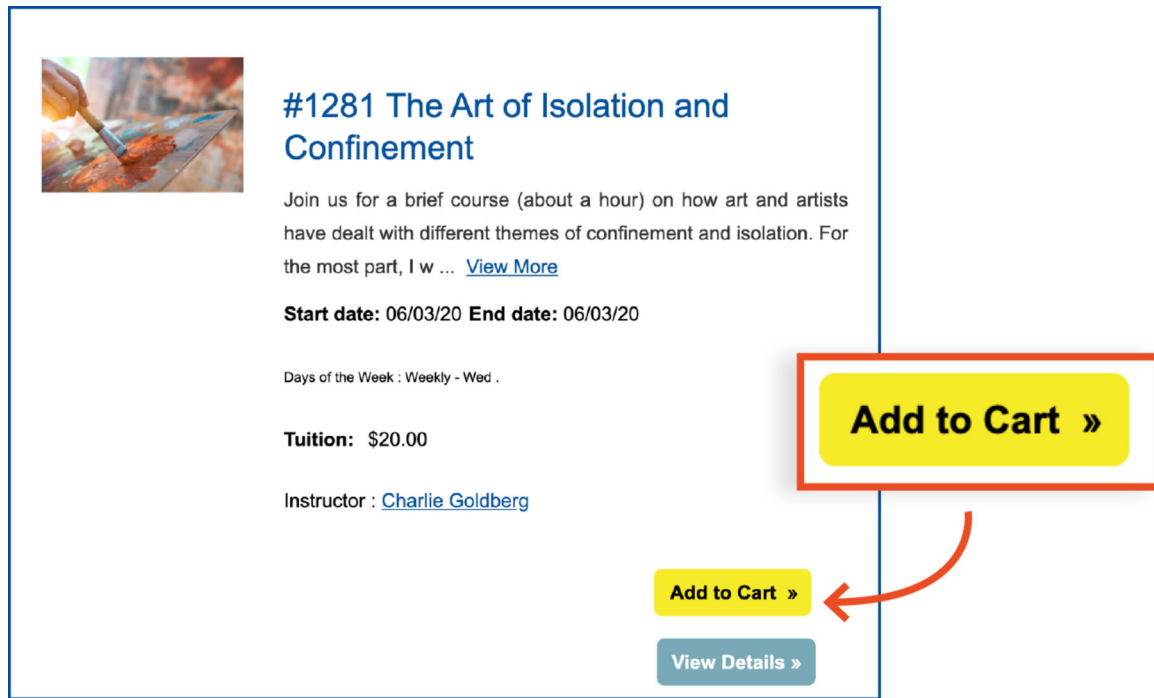 #1281 The Art of Isolation and
Confinement
Join us for a brief course (about a hour) on how art and artists
have dealt with different themes of confinement and isolation. For
the most part, I w ... View More
Start date: 06/03/20 End date: 06/03/20
Days of the Week : Weekly - Wed .
Tuition: $20.00
Instructor : Charlie Goldberg
Add to Cart »
Add to Cart »
View Details »